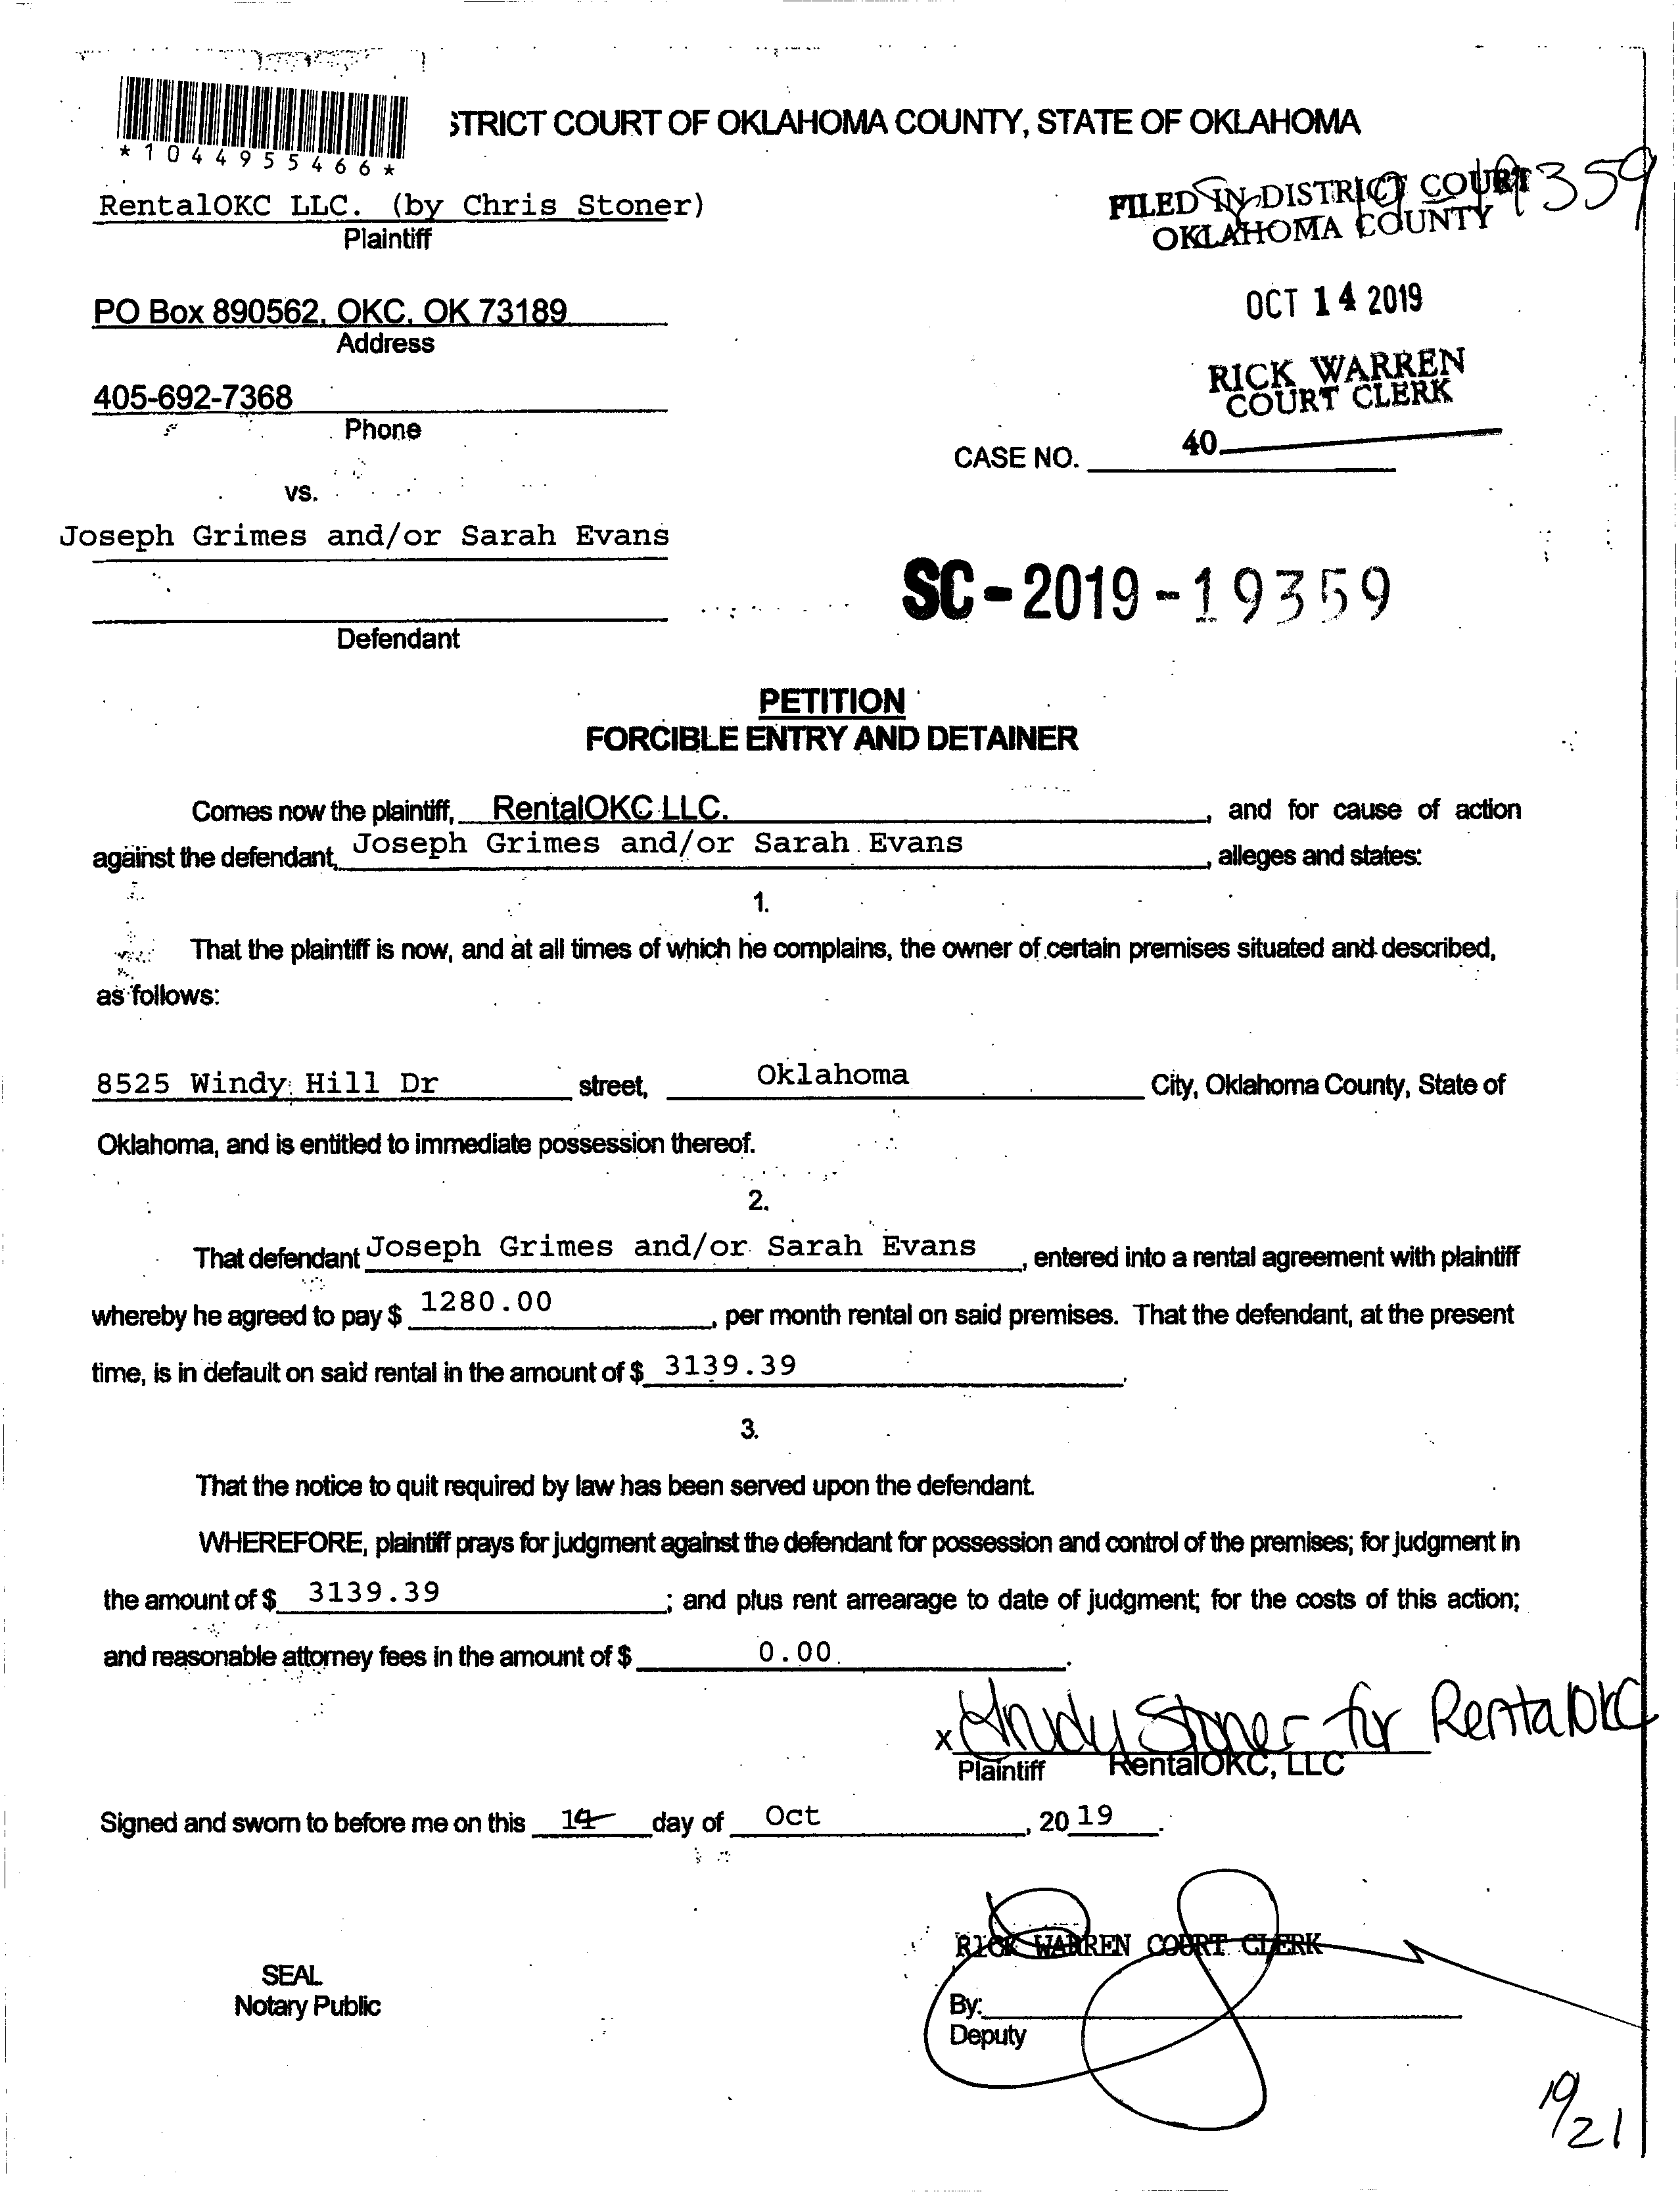 STRICT COURT OF OKLAHOMA COUNTY, STATE OF OKLAHOMA
*1044955466*
RentalOKC LLC. (by Chris Stoner)
Plaintiff
FILED IN DISTRICT COURT
OKLAHOMA COUNTY
19 19359
PO Box 890562, OKC, OK 73189
Address
OCT 14 2019
405-692-7368
Phone
RICK WARREN
COURT CLERK
40
CASE NO.
vs.
Joseph Grimes and/or Sarah Evans
SC-2019-19359
Defendant
PETITION
FORCIBLE ENTRY AND DETAINER
Comes now the plaintiff, RentalOKC LLC. , and for cause of action
against the defendant, Joseph Grimes and/or Sarah Evans , alleges and states:
1.
That the plaintiff is now, and at all times of which he complains, the owner of certain premises situated and described,
as follows:
8525 Windy Hill Dr street, Oklahoma City, Oklahoma County, State of
Oklahoma, and is entitled to immediate possession thereof.
2.
That defendant Joseph Grimes and/or Sarah Evans , entered into a rental agreement with plaintiff
whereby he agreed to pay $ 1280.00 , per month rental on said premises. That the defendant, at the present
time, is in default on said rental in the amount of $ 3139.39 .
3.
That the notice to quit required by law has been served upon the defendant.
WHEREFORE, plaintiff prays for judgment against the defendant for possession and control of the premises; for judgment in
the amount of $ 3139.39 ; and plus rent arrearage to date of judgment; for the costs of this action;
and reasonable attorney fees in the amount of $ 0.00 .
x Stoner for RentalOKC
Plaintiff RentalOKC, LLC
Signed and sworn to before me on this 14 day of Oct , 20 19 .
RICK WARREN COURT CLERK
SEAL
Notary Public
By:
Deputy
10/21